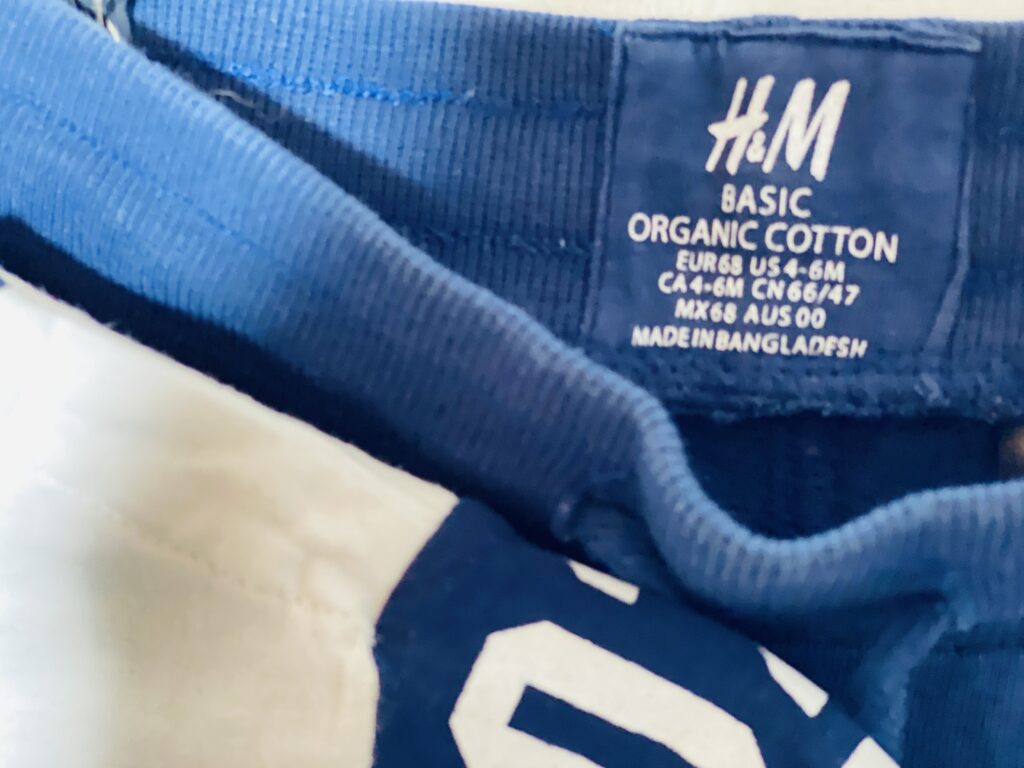 H&M
BASIC
ORGANIC COTTON
EUR68 US 4-6M
CA 4-6M CN 66/47
MX68 AUS 00
MADE IN BANGLADESH